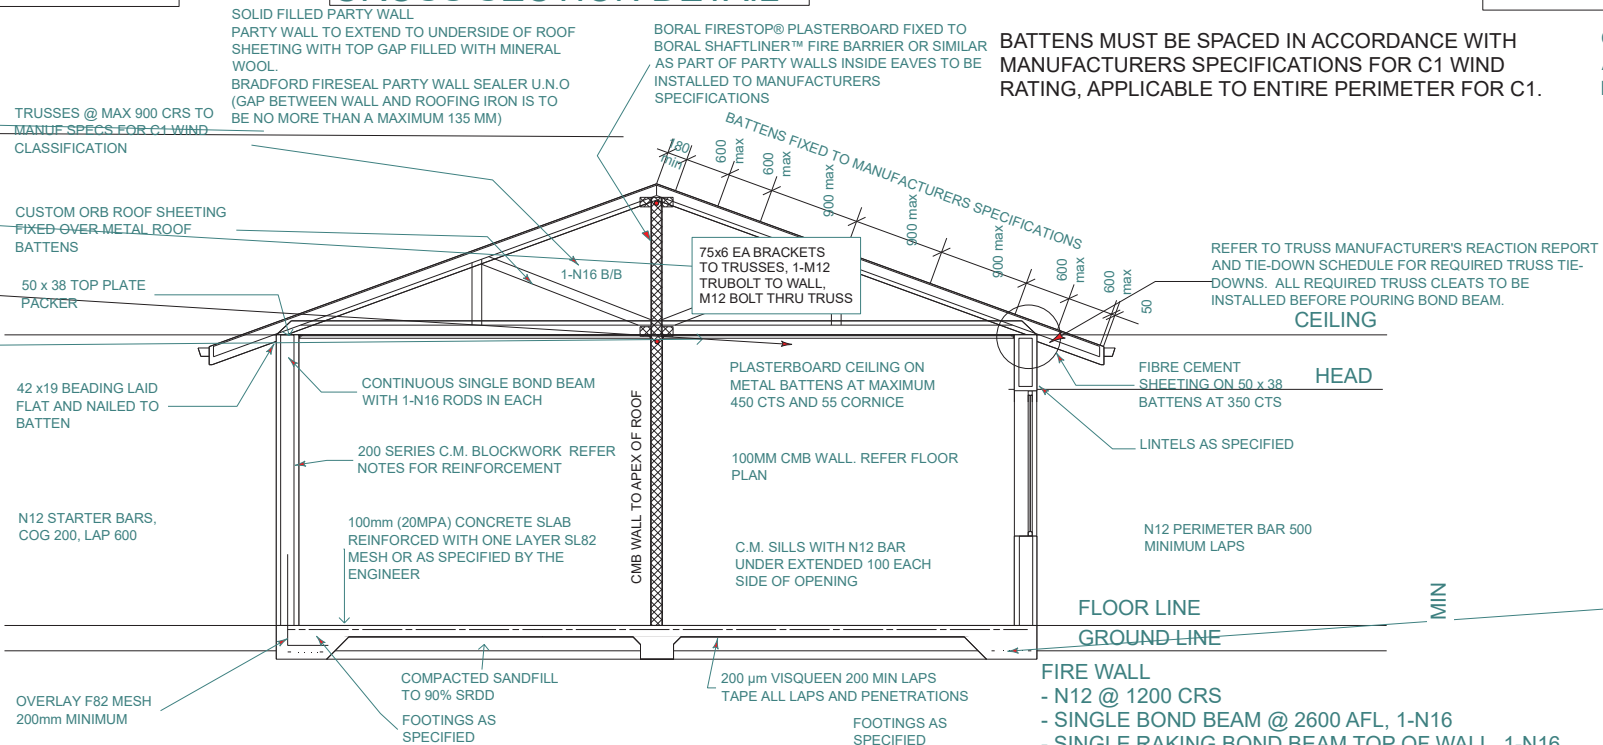 CROSS SECTION DETAIL
SOLID FILLED PARTY WALL
PARTY WALL TO EXTEND TO UNDERSIDE OF ROOF
SHEETING WITH TOP GAP FILLED WITH MINERAL
WOOL.
BRADFORD FIRESEAL PARTY WALL SEALER U.N.O
(GAP BETWEEN WALL AND ROOFING IRON IS TO
BE NO MORE THAN A MAXIMUM 135 MM)
BORAL FIRESTOP® PLASTERBOARD FIXED TO
BORAL SHAFTLINER™ FIRE BARRIER OR SIMILAR
AS PART OF PARTY WALLS INSIDE EAVES TO BE
INSTALLED TO MANUFACTURERS
SPECIFICATIONS
BATTENS MUST BE SPACED IN ACCORDANCE WITH
MANUFACTURERS SPECIFICATIONS FOR C1 WIND
RATING, APPLICABLE TO ENTIRE PERIMETER FOR C1.
TRUSSES @ MAX 900 CRS TO
MANUF SPECS FOR C1 WIND
CLASSIFICATION
BATTENS FIXED TO MANUFACTURERS SPECIFICATIONS
180
min
600
max
600
max
900 max
900 max
900 max
600
max
600
max
50
CUSTOM ORB ROOF SHEETING
FIXED OVER METAL ROOF
BATTENS
75x6 EA BRACKETS
TO TRUSSES, 1-M12
TRUBOLT TO WALL,
M12 BOLT THRU TRUSS
1-N16 B/B
REFER TO TRUSS MANUFACTURER'S REACTION REPORT
AND TIE-DOWN SCHEDULE FOR REQUIRED TRUSS TIE-
DOWNS. ALL REQUIRED TRUSS CLEATS TO BE
INSTALLED BEFORE POURING BOND BEAM.
50 x 38 TOP PLATE
PACKER
CEILING
42 x19 BEADING LAID
FLAT AND NAILED TO
BATTEN
CONTINUOUS SINGLE BOND BEAM
WITH 1-N16 RODS IN EACH
PLASTERBOARD CEILING ON
METAL BATTENS AT MAXIMUM
450 CTS AND 55 CORNICE
FIBRE CEMENT
SHEETING ON 50 x 38
BATTENS AT 350 CTS
HEAD
LINTELS AS SPECIFIED
200 SERIES C.M. BLOCKWORK REFER
NOTES FOR REINFORCEMENT
CMB WALL TO APEX OF ROOF
100MM CMB WALL. REFER FLOOR
PLAN
N12 STARTER BARS,
COG 200, LAP 600
100mm (20MPA) CONCRETE SLAB
REINFORCED WITH ONE LAYER SL82
MESH OR AS SPECIFIED BY THE
ENGINEER
C.M. SILLS WITH N12 BAR
UNDER EXTENDED 100 EACH
SIDE OF OPENING
N12 PERIMETER BAR 500
MINIMUM LAPS
MIN
FLOOR LINE
GROUND LINE
OVERLAY F82 MESH
200mm MINIMUM
COMPACTED SANDFILL
TO 90% SRDD
FOOTINGS AS
SPECIFIED
200 µm VISQUEEN 200 MIN LAPS
TAPE ALL LAPS AND PENETRATIONS
FOOTINGS AS
SPECIFIED
FIRE WALL
- N12 @ 1200 CRS
- SINGLE BOND BEAM @ 2600 AFL, 1-N16
- SINGLE RAKING BOND BEAM TOP OF WALL, 1-N16